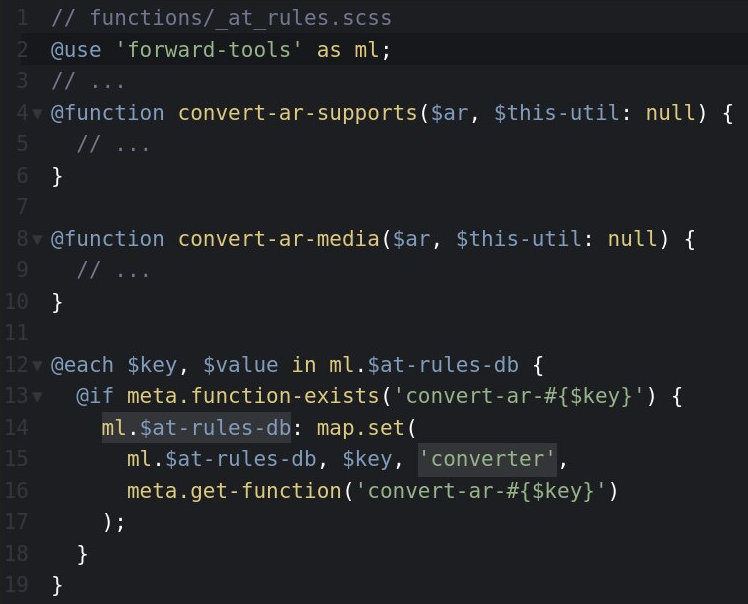 1 // functions/_at_rules.scss
2 @use 'forward-tools' as ml;
3 // ...
4 @function convert-ar-supports($ar, $this-util: null) {
5   // ...
6 }
7
8 @function convert-ar-media($ar, $this-util: null) {
9   // ...
10 }
11
12 @each $key, $value in ml.$at-rules-db {
13   @if meta.function-exists('convert-ar-#{$key}') {
14     ml.$at-rules-db: map.set(
15       ml.$at-rules-db, $key, 'converter',
16       meta.get-function('convert-ar-#{$key}')
17     );
18   }
19 }